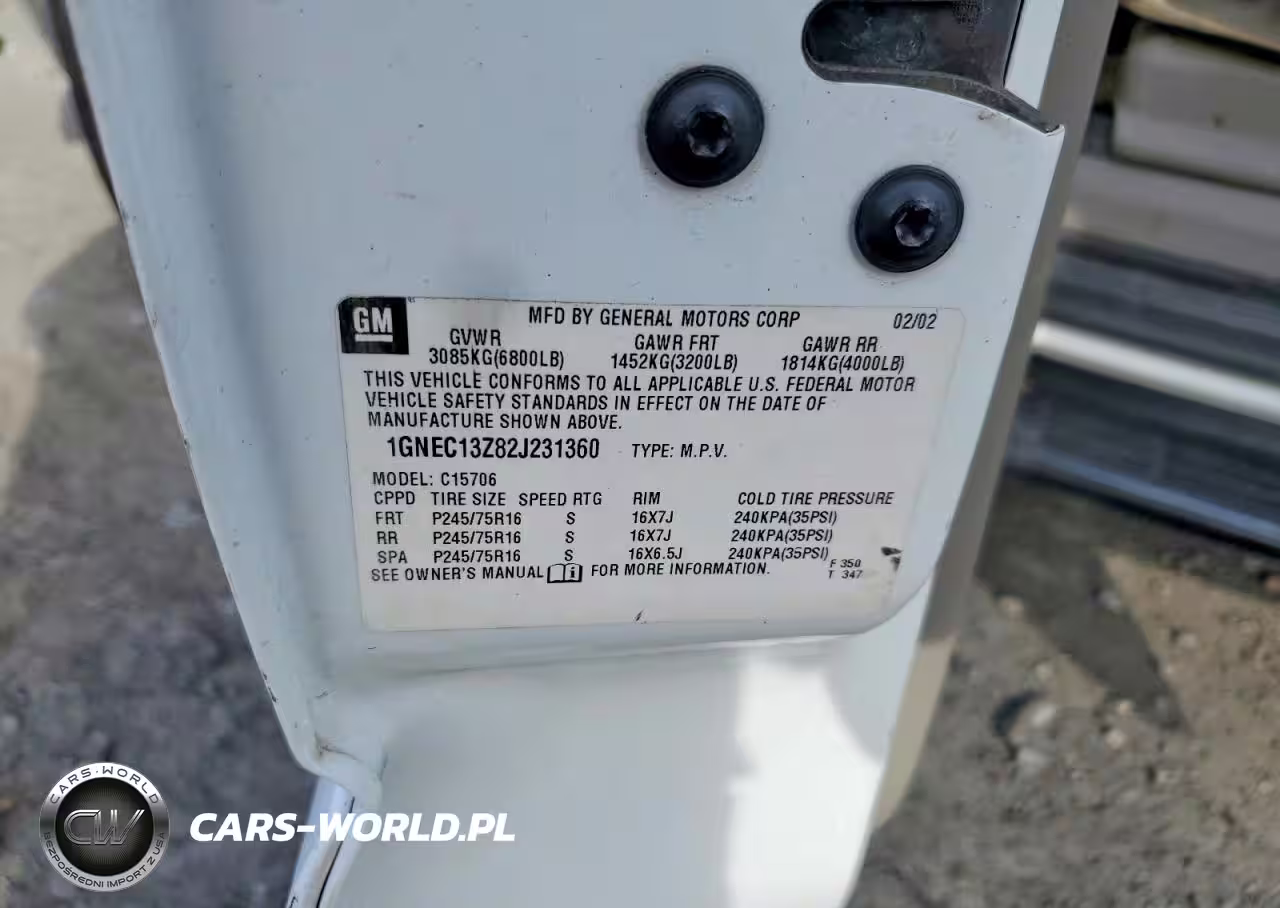 GM
MFD BY GENERAL MOTORS CORP 02/02
GVWR GAWR FRT GAWR RR
3085KG(6800LB) 1452KG(3200LB) 1814KG(4000LB)
THIS VEHICLE CONFORMS TO ALL APPLICABLE U.S. FEDERAL MOTOR
VEHICLE SAFETY STANDARDS IN EFFECT ON THE DATE OF
MANUFACTURE SHOWN ABOVE.
1GNEC13Z82J231360 TYPE: M.P.V.
MODEL: C15706
CPPD TIRE SIZE SPEED RTG RIM COLD TIRE PRESSURE
FRT P245/75R16 S 16X7J 240KPA(35PSI)
RR P245/75R16 S 16X7J 240KPA(35PSI)
SPA P245/75R16 S 16X6.5J 240KPA(35PSI)
SEE OWNER'S MANUAL FOR MORE INFORMATION.
F 350
T 347
CARS-WORLD
CW
BEZPOŚREDNI IMPORT Z USA
CARS-WORLD.PL